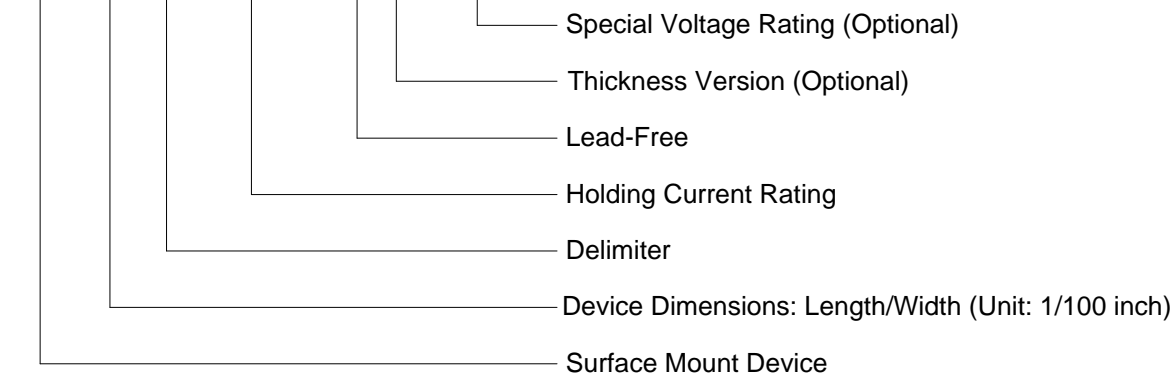 Special Voltage Rating (Optional)
Thickness Version (Optional)
Lead-Free
Holding Current Rating
Delimiter
Device Dimensions: Length/Width (Unit: 1/100 inch)
Surface Mount Device